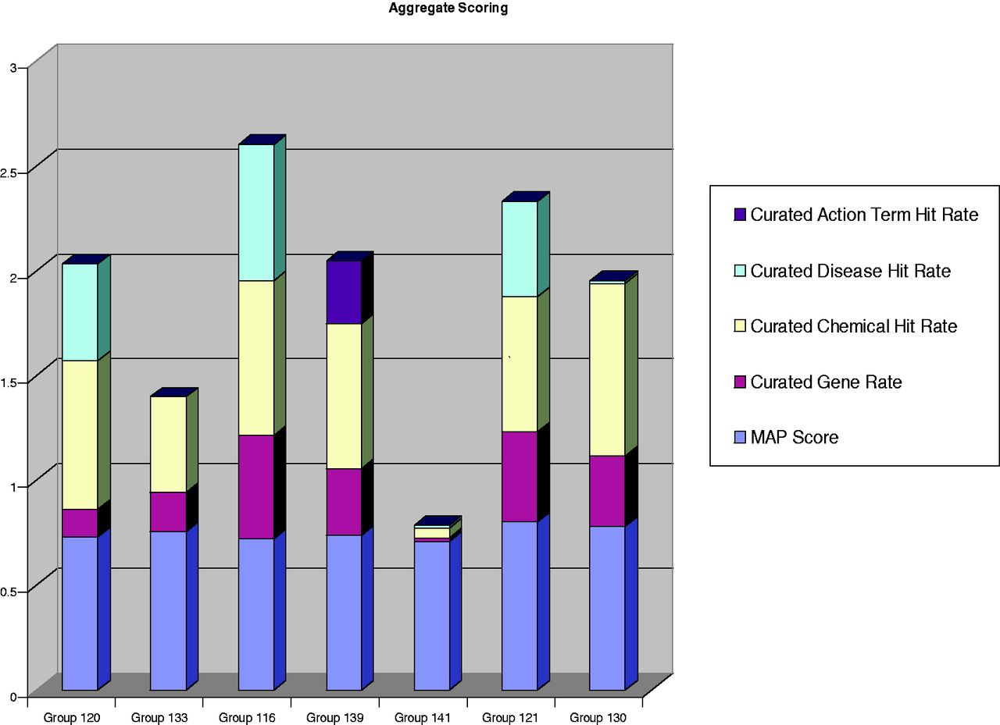 Aggregate Scoring
3
2.5
2
1.5
1
0.5
0
Group 120
Group 133
Group 116
Group 139
Group 141
Group 121
Group 130
Curated Action Term Hit Rate
Curated Disease Hit Rate
Curated Chemical Hit Rate
Curated Gene Rate
MAP Score